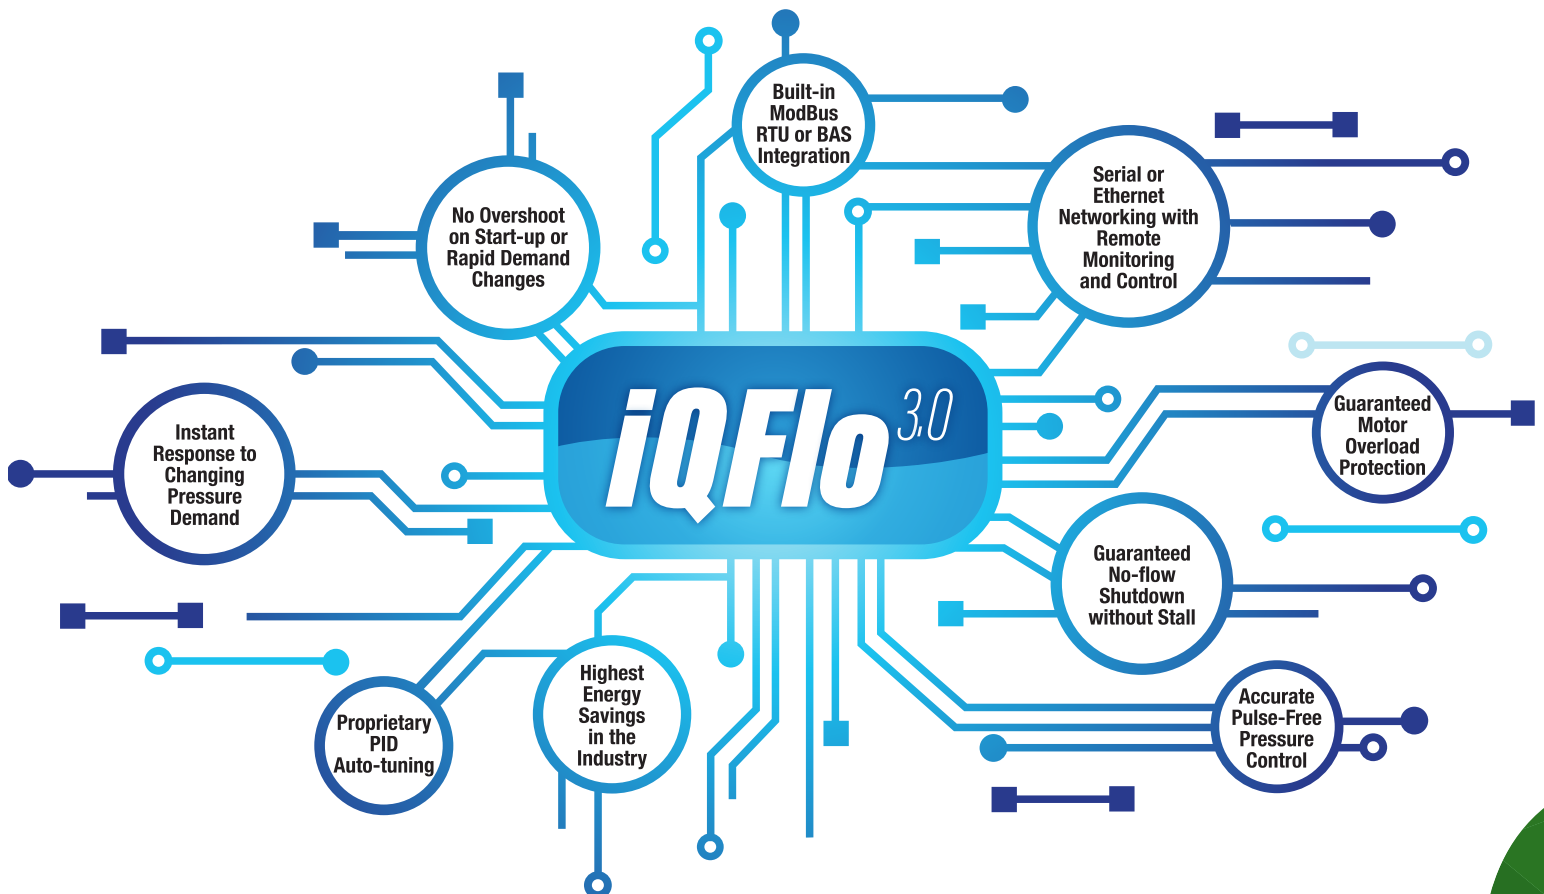 Built-in
ModBus
RTU or BAS
Integration
Serial or
Ethernet
Networking with
Remote
Monitoring
and Control
No Overshoot
on Start-up or
Rapid Demand
Changes
iQFlo 3.0
Guaranteed
Motor
Overload
Protection
Instant
Response to
Changing
Pressure
Demand
Guaranteed
No-flow
Shutdown
without Stall
Highest
Energy
Savings
in the
Industry
Proprietary
PID
Auto-tuning
Accurate
Pulse-Free
Pressure
Control